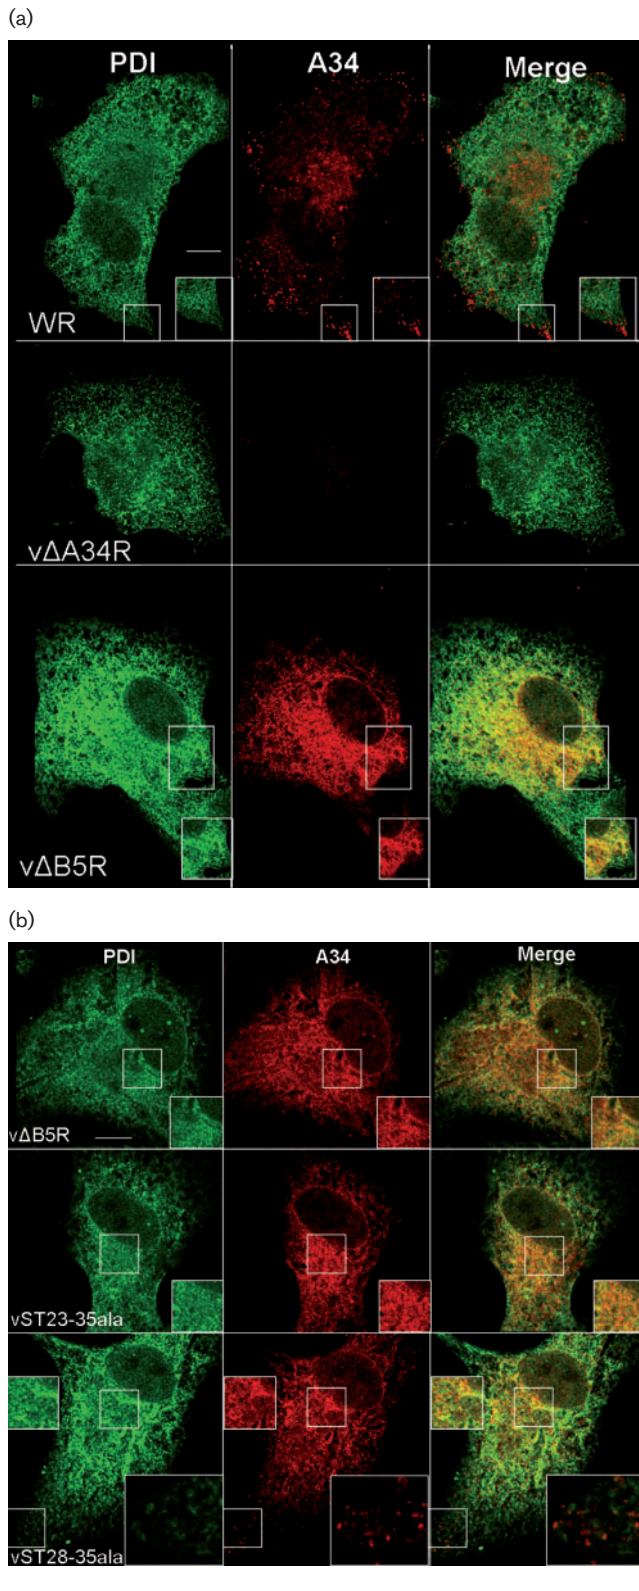 (a)
PDI A34 Merge
WR
vΔA34R
vΔB5R
(b)
PDI A34 Merge
vΔB5R
vST23-35ala
vST28-35ala